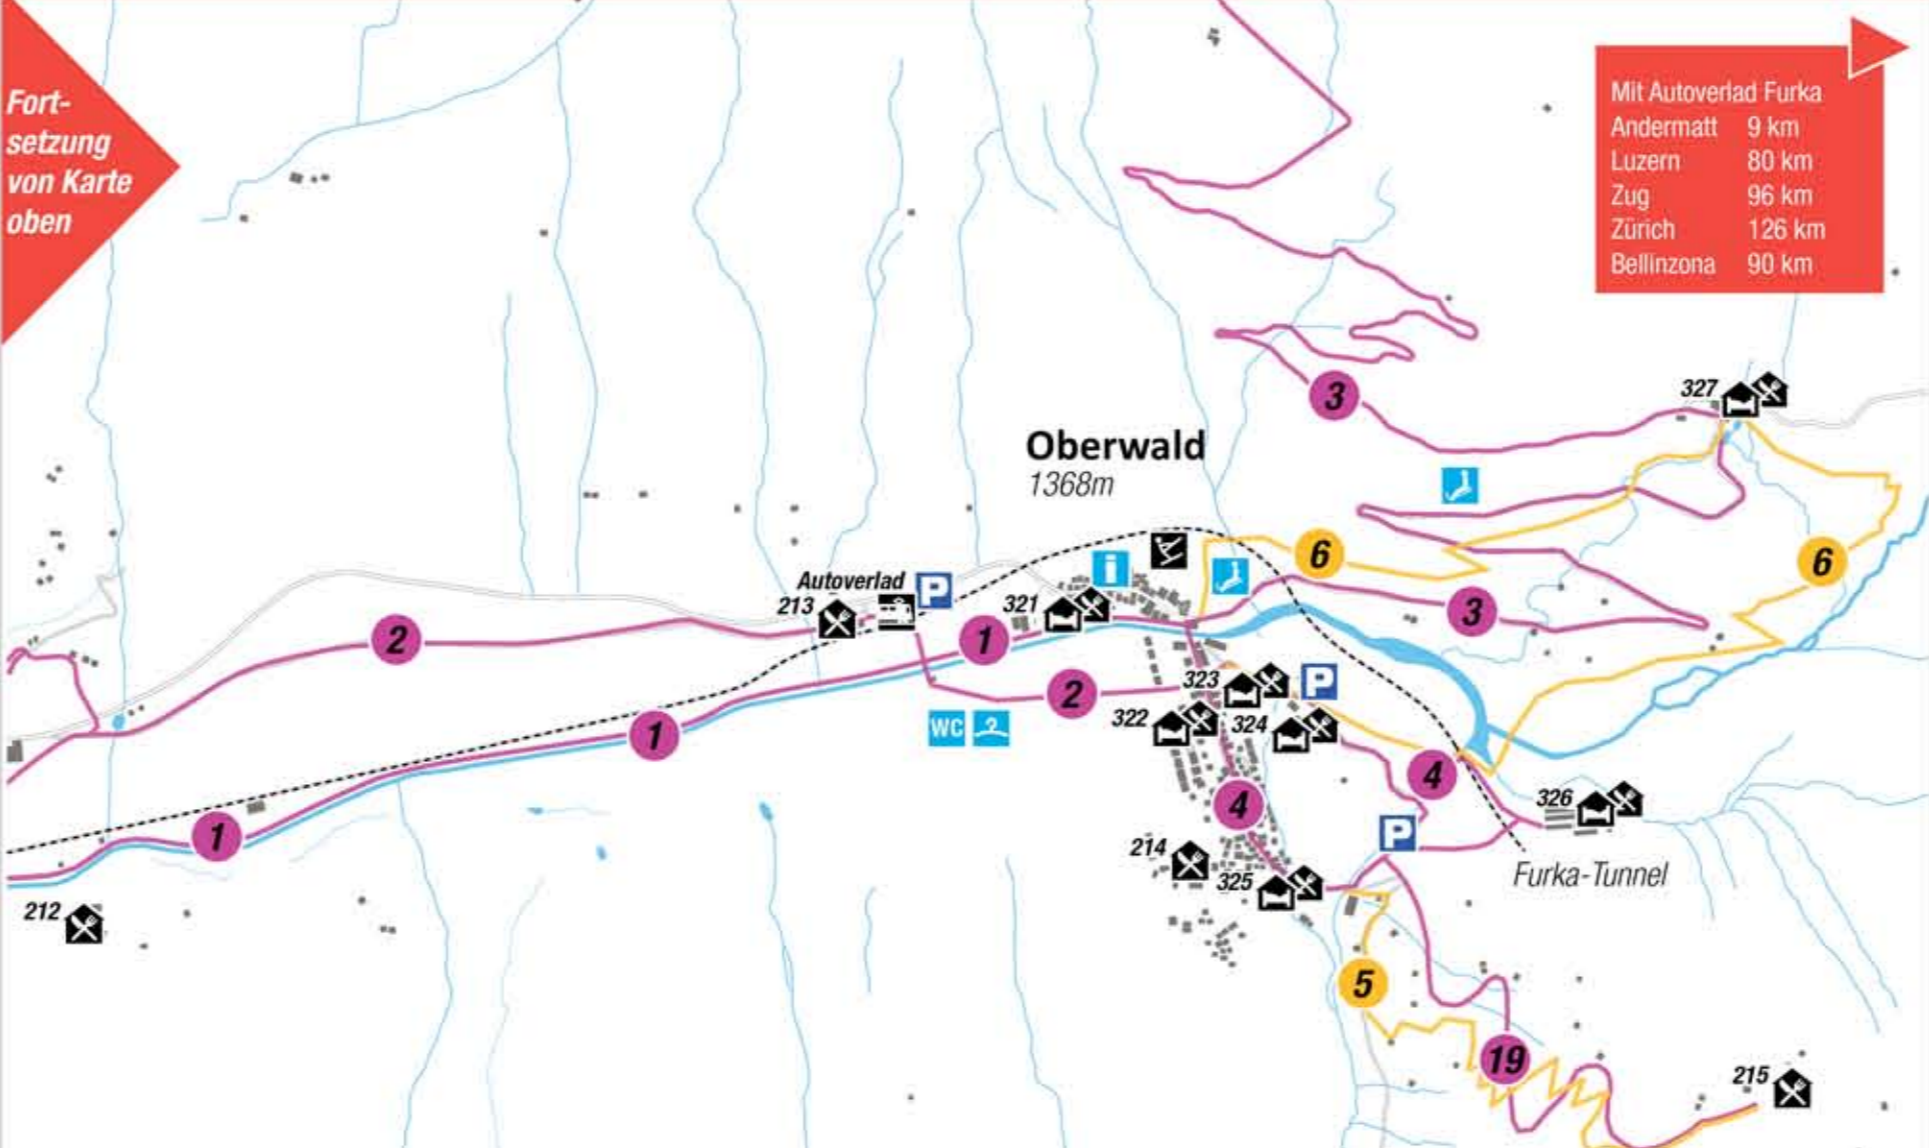 Fort-
setzung
von Karte
oben
Mit Autoverlad Furka
Andermatt 9 km
Luzern 80 km
Zug 96 km
Zürich 126 km
Bellinzona 90 km
3
327
Oberwald
1368m
6
6
Autoverlad
P
i
213
321
3
2
1
323
P
2
322
324
WC
1
4
4
326
1
P
214
325
Furka-Tunnel
212
5
19
215